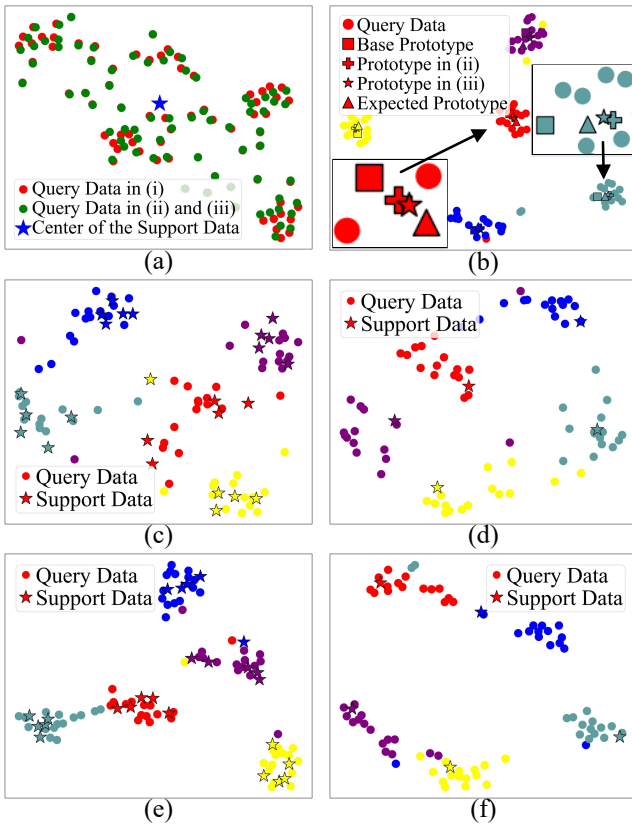 Query Data in (i)
Query Data in (ii) and (iii)
Center of the Support Data
(a)
Query Data
Base Prototype
Prototype in (ii)
Prototype in (iii)
Expected Prototype
(b)
Query Data
Support Data
(c)
Query Data
Support Data
(d)
Query Data
Support Data
(e)
Query Data
Support Data
(f)